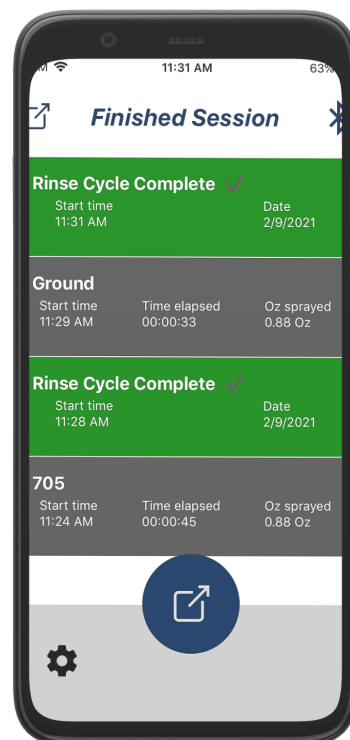 M 11:31 AM 63%
Finished Session
Rinse Cycle Complete
Start time Date
11:31 AM 2/9/2021
Ground
Start time Time elapsed Oz sprayed
11:29 AM 00:00:33 0.88 Oz
Rinse Cycle Complete
Start time Date
11:28 AM 2/9/2021
705
Start time Time elapsed Oz sprayed
11:24 AM 00:00:45 0.88 Oz